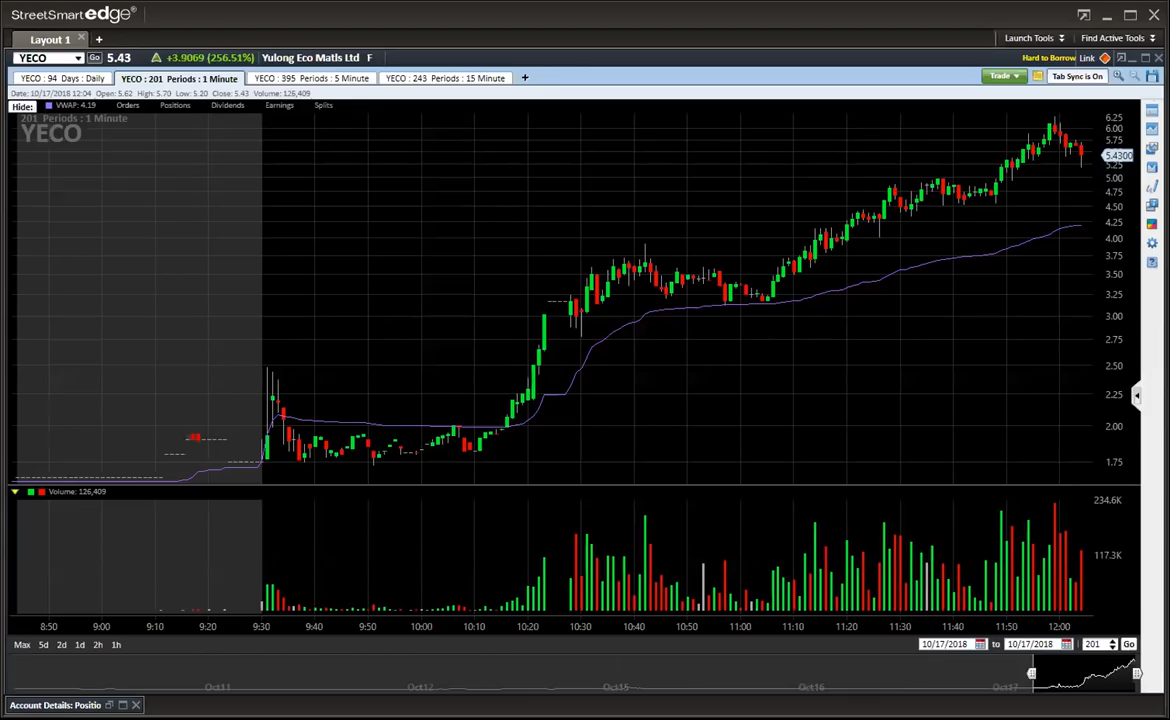 StreetSmart edge®
Layout 1 × +
Launch Tools Find Active Tools
YECO Go 5.43 +3.9069 (256.51%) Yulong Eco Matls Ltd F Hard to Borrow Link
YECO : 94 Days : Daily YECO : 201 Periods : 1 Minute YECO : 395 Periods : 5 Minute YECO : 243 Periods : 15 Minute + Trade Tab Sync is On
Date: 10/17/2018 12:04 Open: 5.62 High: 5.70 Low: 5.20 Close: 5.43 Volume: 126,409
Hide: VWAP: 4.19 Orders Positions Dividends Earnings Splits
201 Periods : 1 Minute
YECO
6.25
6.00
5.75
5.4300
5.25
5.00
4.75
4.50
4.25
4.00
3.75
3.50
3.25
3.00
2.75
2.50
2.25
2.00
1.75
Volume: 126,409
234.6K
117.3K
8:50 9:00 9:10 9:20 9:30 9:40 9:50 10:00 10:10 10:20 10:30 10:40 10:50 11:00 11:10 11:20 11:30 11:40 11:50 12:00
Max 5d 2d 1d 2h 1h 10/17/2018 to 10/17/2018 201 Go
Oct11 Oct12 Oct15 Oct16 Oct17
Account Details: Positio